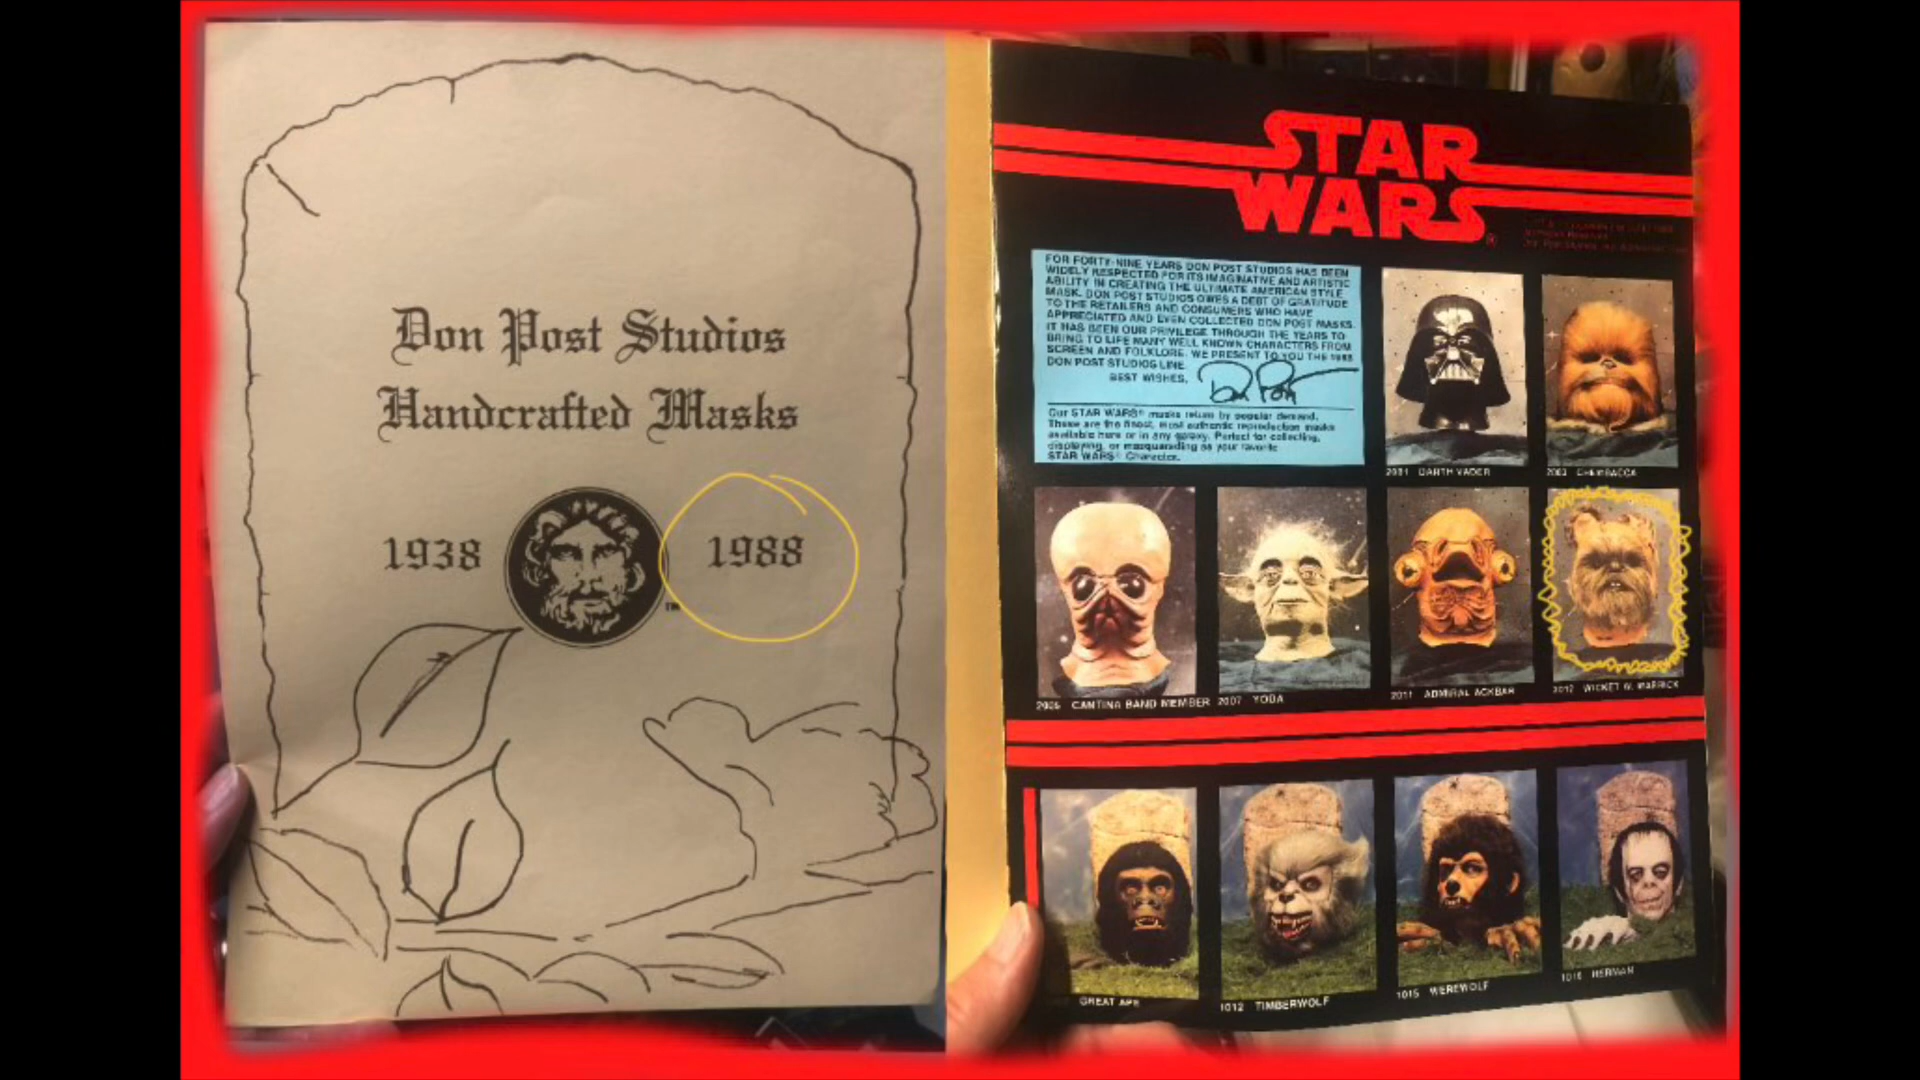 Don Post Studios
Handcrafted Masks
1938 1988
TM
STAR
WARS
®
FOR FORTY-NINE YEARS DON POST STUDIOS HAS BEEN
WIDELY RESPECTED FOR ITS IMAGINATIVE AND ARTISTIC
ABILITY IN CREATING THE ULTIMATE AMERICAN STYLE
MASK. DON POST STUDIOS OWES A DEBT OF GRATITUDE
TO THE RETAILERS AND CONSUMERS WHO HAVE
APPRECIATED AND EVEN COLLECTED DON POST MASKS.
IT HAS BEEN OUR PRIVILEGE THROUGH THE YEARS TO
BRING TO LIFE MANY WELL KNOWN CHARACTERS FROM
SCREEN AND FOLKLORE. WE PRESENT TO YOU THE 1988
DON POST STUDIOS LINE.
BEST WISHES,
Don Post
Our STAR WARS® masks return by popular demand.
These are the finest, most authentic reproduction masks
available here or in any galaxy. Perfect for collecting,
displaying, or masquerading as your favorite
STAR WARS® Character.
2001 DARTH VADER
2003 CHEWBACCA
2006 CANTINA BAND MEMBER
2007 YODA
2011 ADMIRAL ACKBAR
2012 WICKET W. WARRICK
GREAT APE
1012 TIMBERWOLF
1015 WEREWOLF
1016 HERMAN